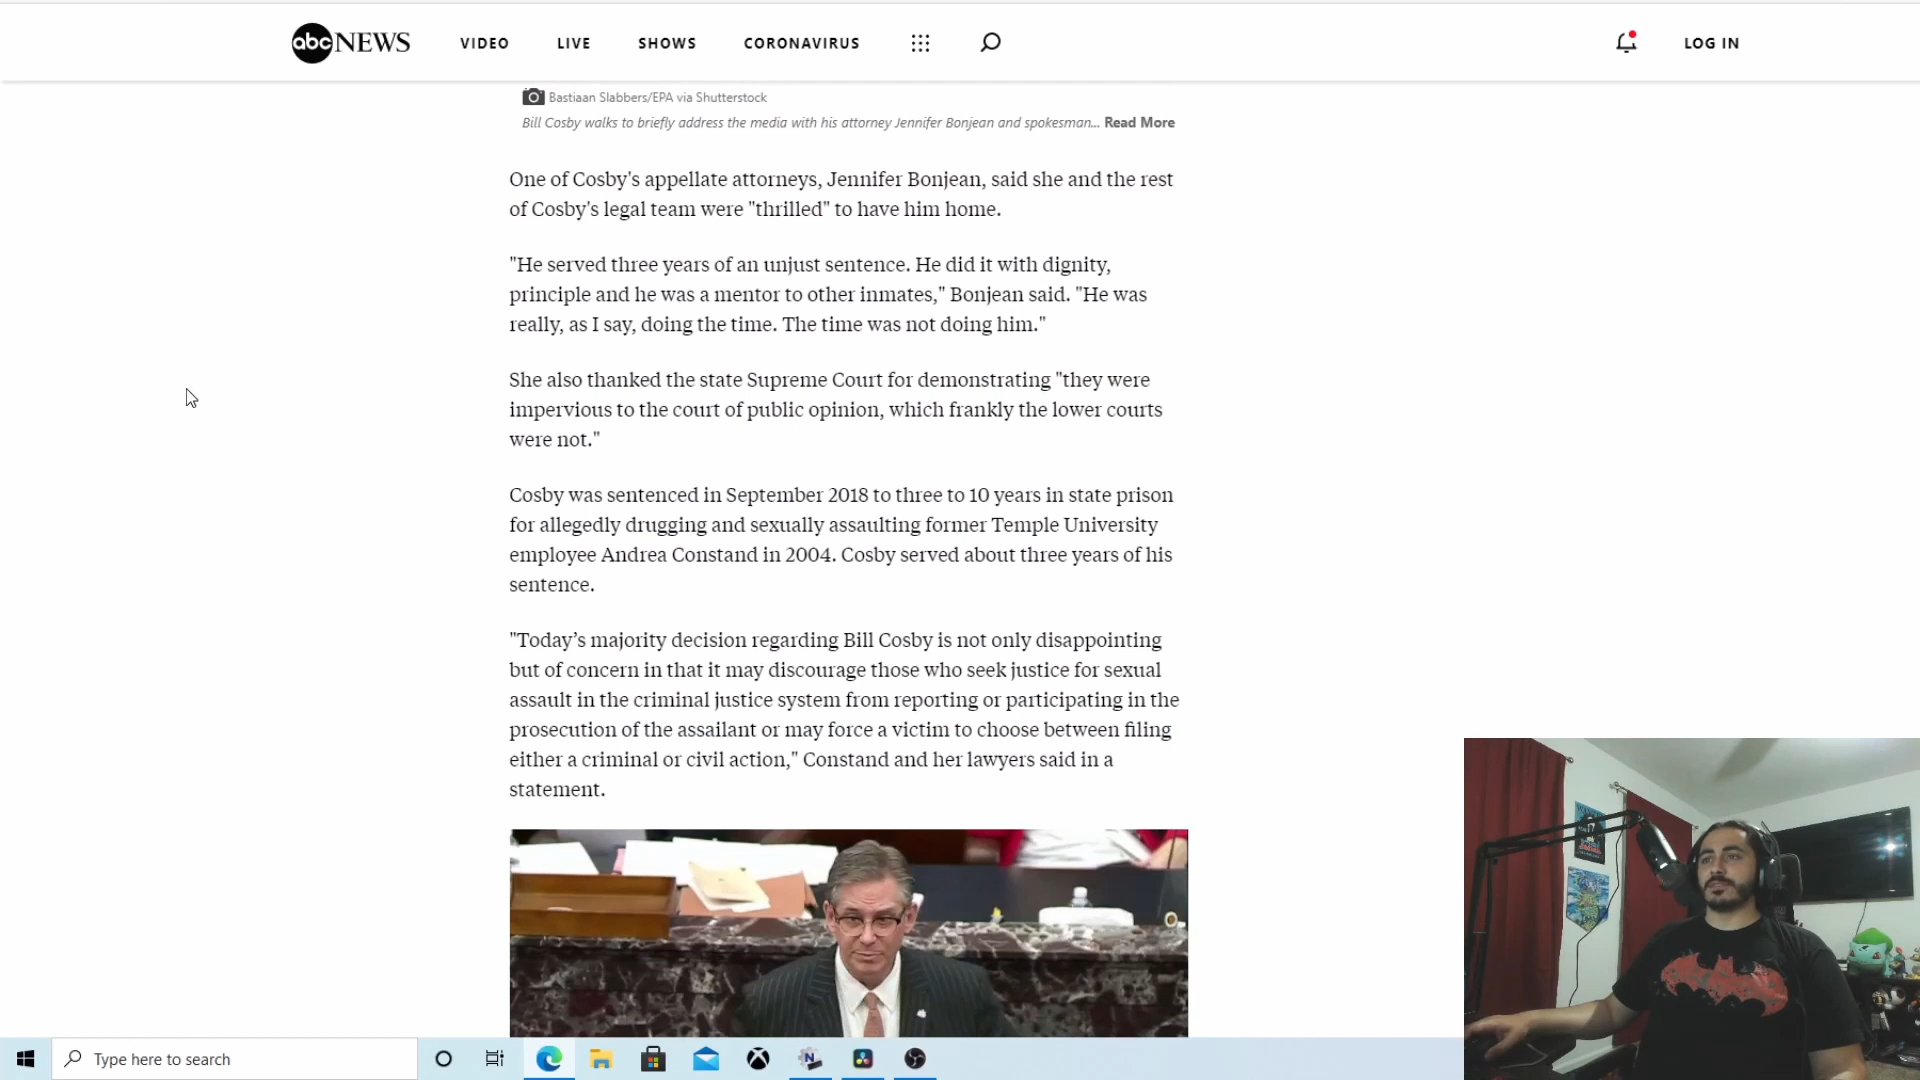 abc NEWS VIDEO LIVE SHOWS CORONAVIRUS LOG IN
Bastiaan Slabbers/EPA via Shutterstock
Bill Cosby walks to briefly address the media with his attorney Jennifer Bonjean and spokesman... Read More
One of Cosby's appellate attorneys, Jennifer Bonjean, said she and the rest
of Cosby's legal team were "thrilled" to have him home.
"He served three years of an unjust sentence. He did it with dignity,
principle and he was a mentor to other inmates," Bonjean said. "He was
really, as I say, doing the time. The time was not doing him."
She also thanked the state Supreme Court for demonstrating "they were
impervious to the court of public opinion, which frankly the lower courts
were not."
Cosby was sentenced in September 2018 to three to 10 years in state prison
for allegedly drugging and sexually assaulting former Temple University
employee Andrea Constand in 2004. Cosby served about three years of his
sentence.
"Today’s majority decision regarding Bill Cosby is not only disappointing
but of concern in that it may discourage those who seek justice for sexual
assault in the criminal justice system from reporting or participating in the
prosecution of the assailant or may force a victim to choose between filing
either a criminal or civil action," Constand and her lawyers said in a
statement.
Type here to search